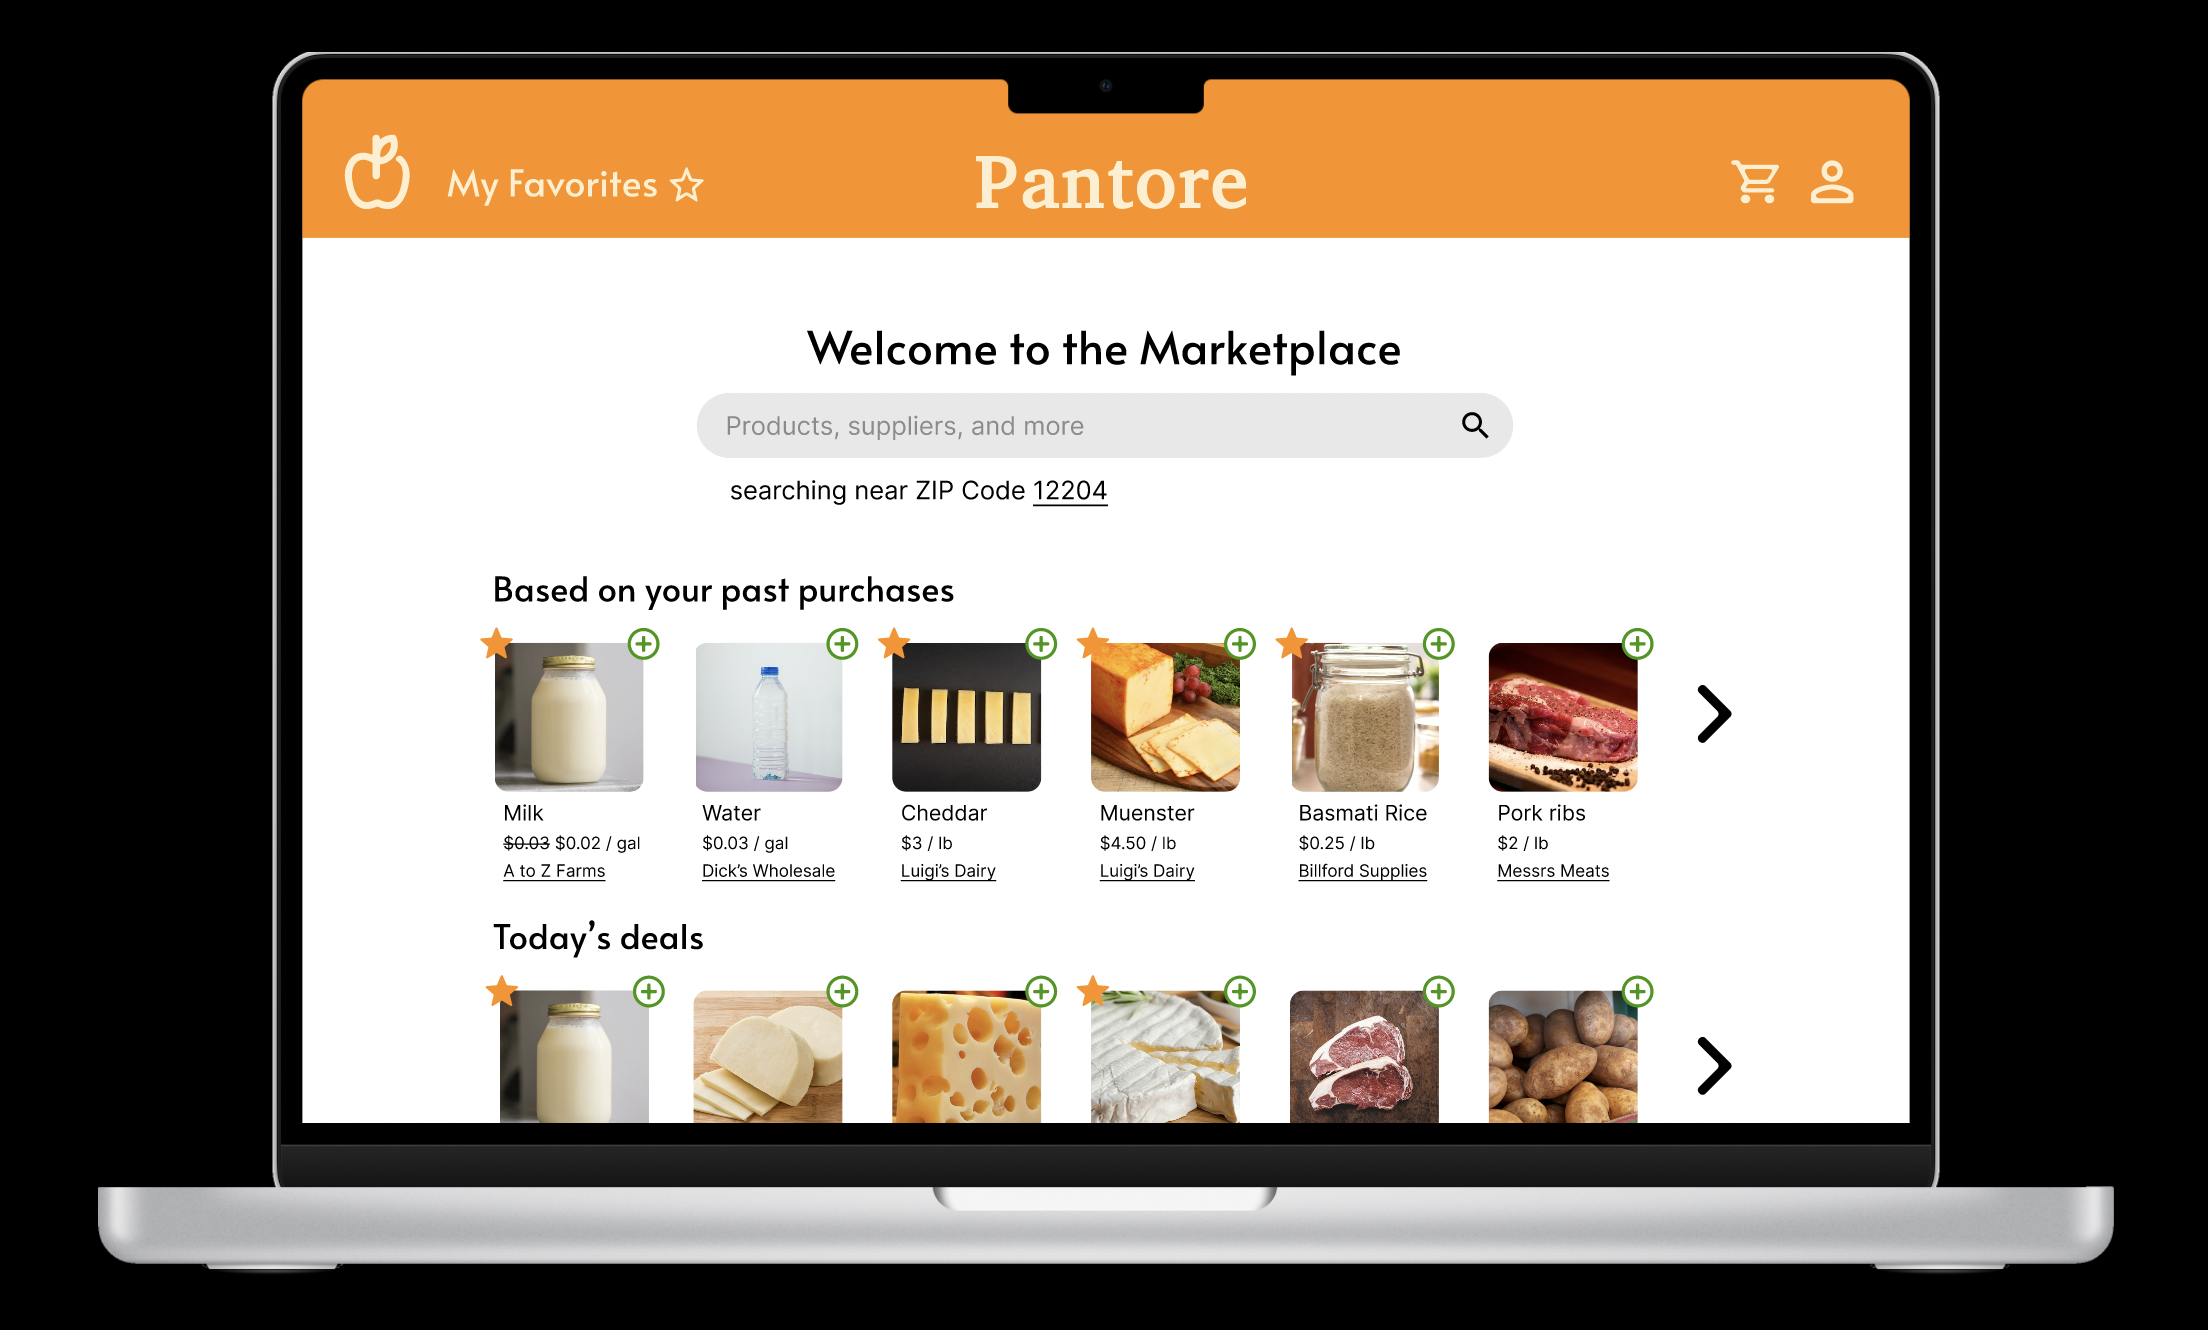 My Favorites
Pantore
Welcome to the Marketplace
Products, suppliers, and more
searching near ZIP Code 12204
Based on your past purchases
Milk
$0.03 $0.02 / gal
A to Z Farms
Water
$0.03 / gal
Dick’s Wholesale
Cheddar
$3 / lb
Luigi’s Dairy
Muenster
$4.50 / lb
Luigi’s Dairy
Basmati Rice
$0.25 / lb
Billford Supplies
Pork ribs
$2 / lb
Messrs Meats
Today’s deals